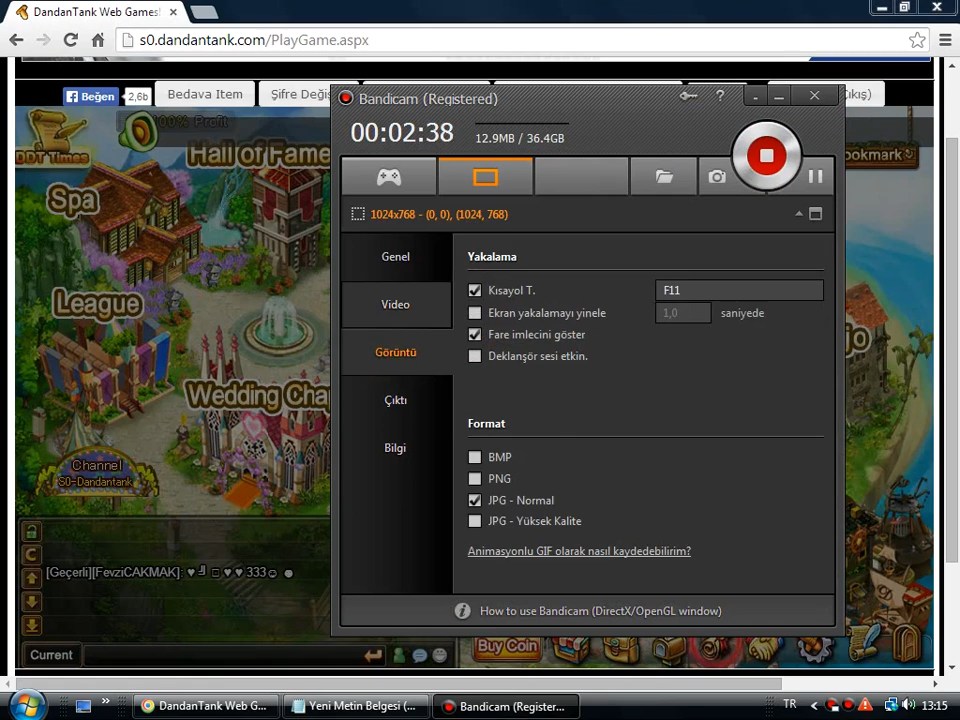 DandanTank Web Games!
s0.dandantank.com/PlayGame.aspx
Beğen
2,6b
Bedava Item
Şifre Değiş
Çıkış)
Bandicam (Registered)
00:02:38
12.9MB / 36.4GB
1024x768 - (0, 0), (1024, 768)
Genel
Video
Görüntü
Çıktı
Bilgi
Yakalama
Kısayol T.
F11
Ekran yakalamayı yinele
1,0
saniyede
Fare imlecini göster
Deklanşör sesi etkin.
Format
BMP
PNG
JPG - Normal
JPG - Yüksek Kalite
Animasyonlu GIF olarak nasıl kaydedebilirim?
How to use Bandicam (DirectX/OpenGL window)
DDT Times
100% Profit
Hall of Fame
ookmark
Spa
League
Wedding Cha
Channel
S0-Dandantank
[Geçerli][FevziCAKMAK]: ♥ ╝ □ ♥ ♥ 333☺ ☻
Current
Buy Coin
DandanTank Web G...
Yeni Metin Belgesi (...
Bandicam (Register...
TR
13:15